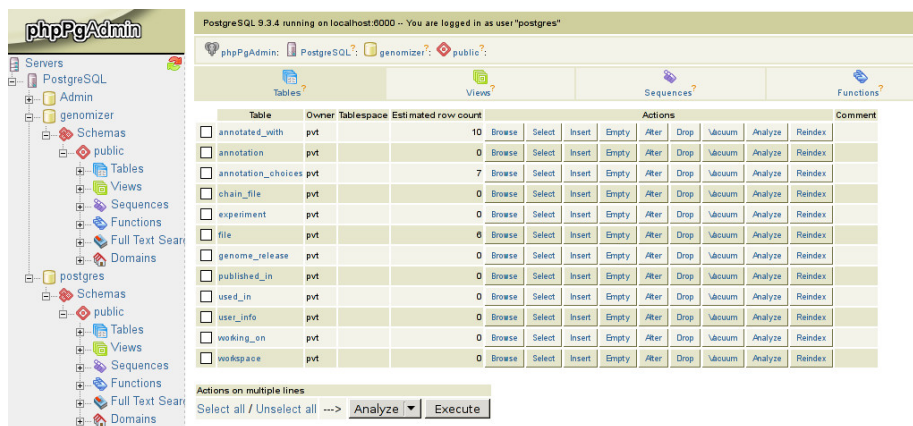 phpPgAdmin
Servers
PostgreSQL
Admin
genomizer
Schemas
public
Tables
Views
Sequences
Functions
Full Text Sear
Domains
postgres
Schemas
public
Tables
Views
Sequences
Functions
Full Text Sear
Domains
PostgreSQL 9.3.4 running on localhost:6000 -- You are logged in as user "postgres"
phpPgAdmin: PostgreSQL?: genomizer?: public?:
Tables? Views? Sequences? Functions?
Table Owner Tablespace Estimated row count Actions Comment
annotated_with pvt 10 Browse Select Insert Empty Alter Drop Vacuum Analyze Reindex
annotation pvt 0 Browse Select Insert Empty Alter Drop Vacuum Analyze Reindex
annotation_choices pvt 7 Browse Select Insert Empty Alter Drop Vacuum Analyze Reindex
chain_file pvt 0 Browse Select Insert Empty Alter Drop Vacuum Analyze Reindex
experiment pvt 0 Browse Select Insert Empty Alter Drop Vacuum Analyze Reindex
file pvt 6 Browse Select Insert Empty Alter Drop Vacuum Analyze Reindex
genome_release pvt 0 Browse Select Insert Empty Alter Drop Vacuum Analyze Reindex
published_in pvt 0 Browse Select Insert Empty Alter Drop Vacuum Analyze Reindex
used_in pvt 0 Browse Select Insert Empty Alter Drop Vacuum Analyze Reindex
user_info pvt 0 Browse Select Insert Empty Alter Drop Vacuum Analyze Reindex
working_on pvt 0 Browse Select Insert Empty Alter Drop Vacuum Analyze Reindex
workspace pvt 0 Browse Select Insert Empty Alter Drop Vacuum Analyze Reindex
Actions on multiple lines
Select all / Unselect all ---> Analyze Execute